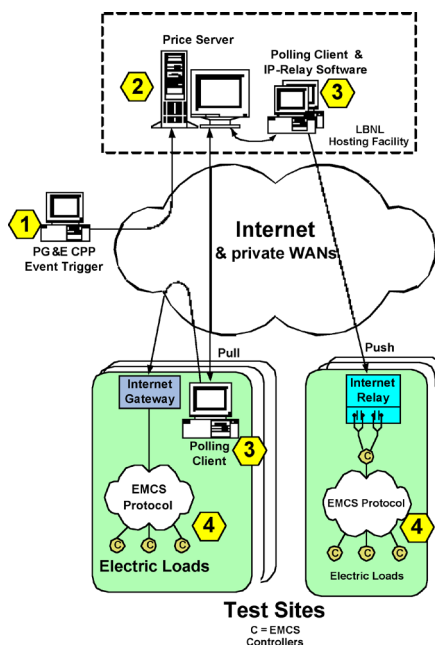 Price Server
Polling Client &
IP-Relay Software
2
3
LBNL
Hosting Facility
1
PG&E CPP
Event Trigger
Internet
& private WANs
Pull
Push
Internet
Gateway
Polling
Client
3
EMCS
Protocol
4
C
C
C
Electric Loads
Internet
Relay
C
EMCS Protocol
4
C
C
C
Electric Loads
Test Sites
C = EMCS
Controllers